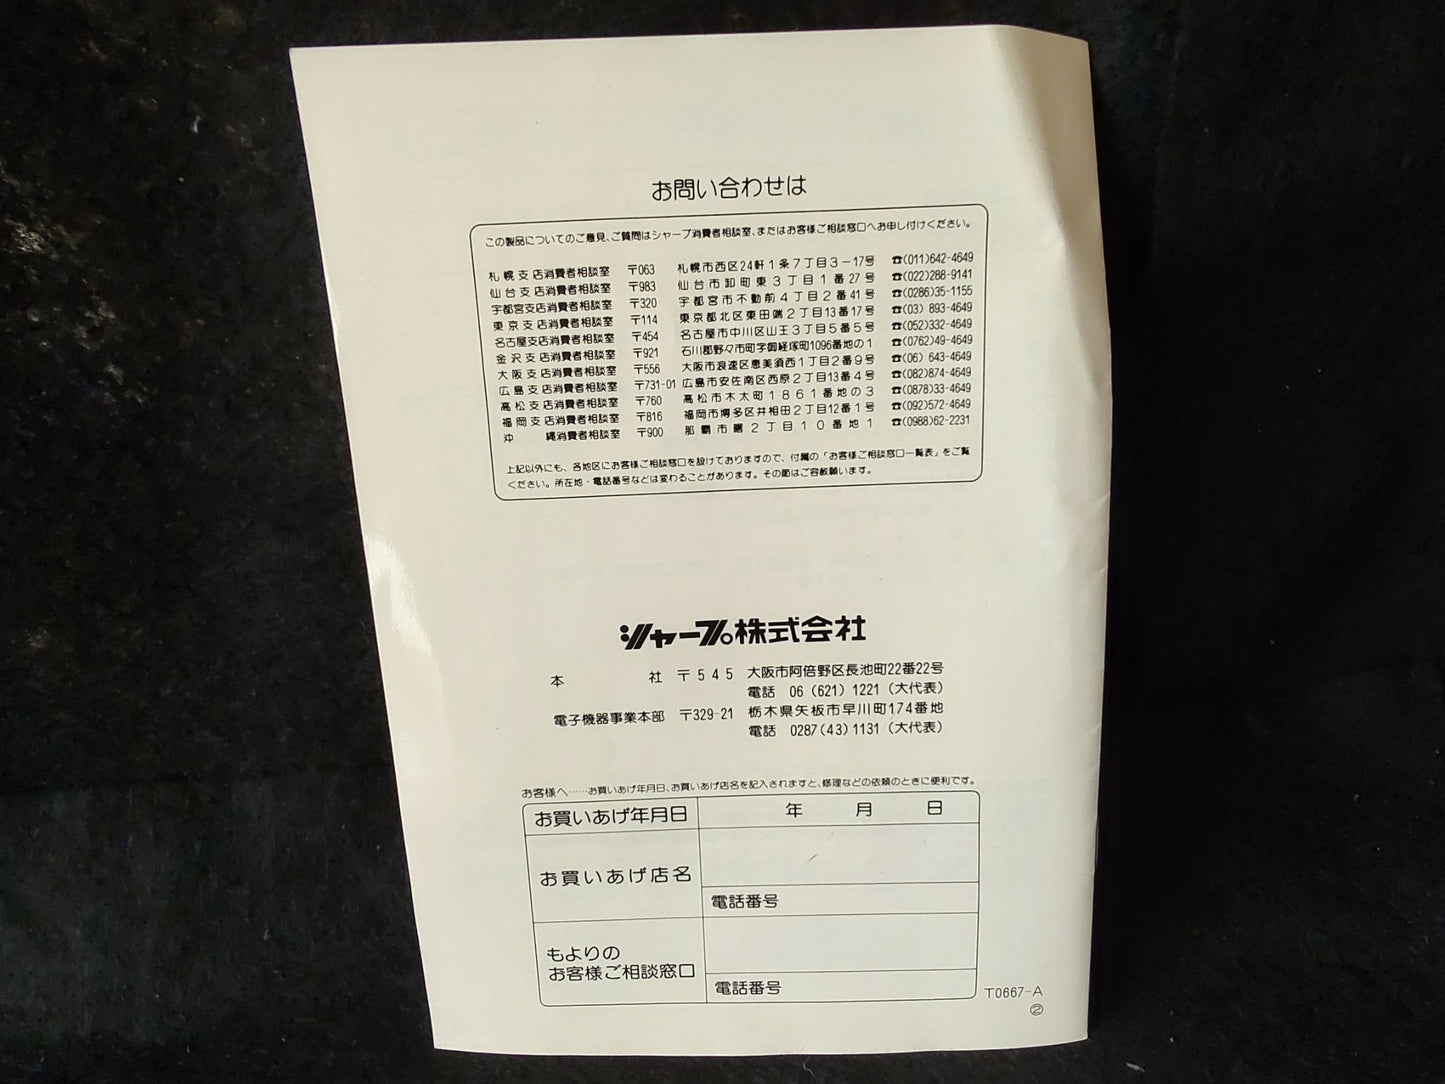 お問い合わせは
この製品についてのご意見、ご質問はシャープ消費者相談室、またはお客様ご相談窓口へお申し付けください。
札幌支店消費者相談室 〒063 札幌市西区24軒1条7丁目3-17号 ☎(011)642-4649
仙台支店消費者相談室 〒983 仙台市卸町東3丁目1番27号 ☎(022)288-9141
宇都宮支店消費者相談室 〒320 宇都宮市不動前4丁目2番41号 ☎(0286)35-1155
東京支店消費者相談室 〒114 東京都北区東田端2丁目13番17号 ☎(03) 893-4649
名古屋支店消費者相談室 〒454 名古屋市中川区山王3丁目5番5号 ☎(052)332-4649
金沢支店消費者相談室 〒921 石川郡野々市町字御経塚町1096番地の1 ☎(0762)49-4649
大阪支店消費者相談室 〒556 大阪市浪速区恵美須西1丁目2番9号 ☎(06) 643-4649
広島支店消費者相談室 〒731-01 広島市安佐南区西原2丁目13番4号 ☎(082)874-4649
高松支店消費者相談室 〒760 高松市木太町1861番地の3 ☎(0878)33-4649
福岡支店消費者相談室 〒816 福岡市博多区井相田2丁目12番1号 ☎(092)572-4649
沖縄消費者相談室 〒900 那覇市曙2丁目10番地1 ☎(0988)62-2231
上記以外にも、各地区にお客様ご相談窓口を設けておりますので、付属の「お客様ご相談窓口一覧表」をご覧
ください。所在地・電話番号などは変わることがあります。その節はご容赦願います。
シャープ株式会社
本社 〒545 大阪市阿倍野区長池町22番22号
電話 06(621)1221(大代表)
電子機器事業本部 〒329-21 栃木県矢板市早川町174番地
電話 0287(43)1131(大代表)
お客様へ……お買いあげ年月日、お買いあげ店名を記入されますと、修理などの依頼のときに便利です。
お買いあげ年月日 年 月 日
お買いあげ店名
電話番号
もよりの
お客様ご相談窓口
電話番号
T0667-A
②